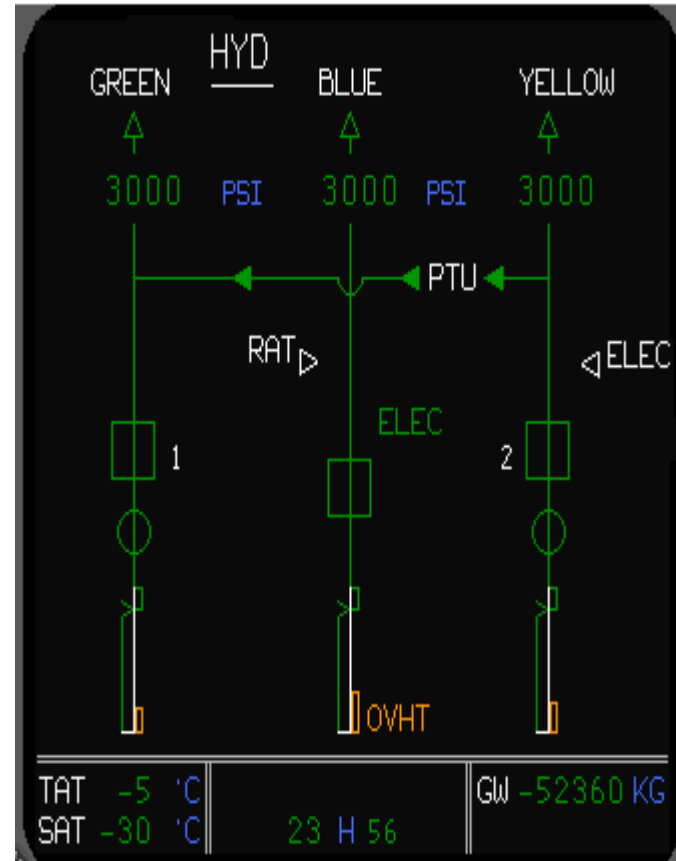 HYD
GREEN BLUE YELLOW
3000 PSI 3000 PSI 3000
PTU
RAT ELEC
ELEC
1 2
OVHT
TAT -5 °C GW -52360 KG
SAT -30 °C 23 H 56